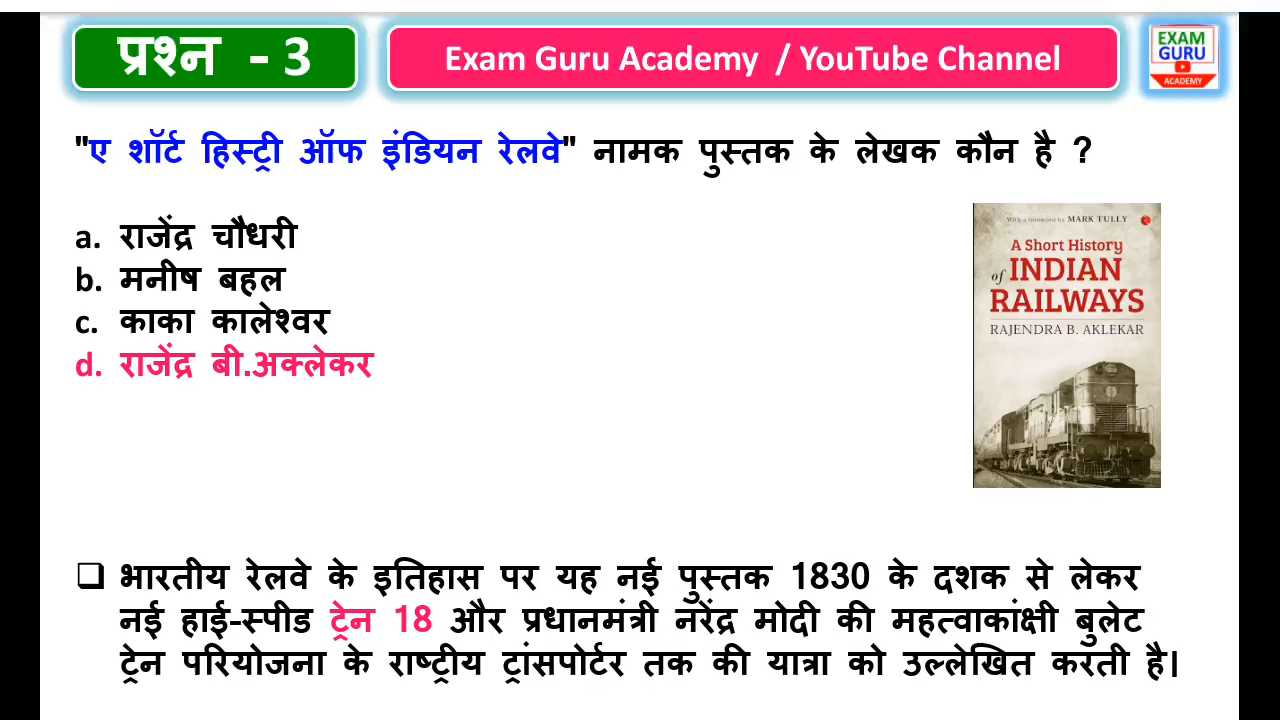 प्रश्न - 3
Exam Guru Academy / YouTube Channel
EXAM
GURU
ACADEMY
"ए शॉर्ट हिस्ट्री ऑफ इंडियन रेलवे" नामक पुस्तक के लेखक कौन है ?
a. राजेंद्र चौधरी
b. मनीष बहल
c. काका कालेश्वर
d. राजेंद्र बी.अक्लेकर
With a foreword by MARK TULLY
A Short History
of INDIAN
RAILWAYS
RAJENDRA B. AKLEKAR
❑ भारतीय रेलवे के इतिहास पर यह नई पुस्तक 1830 के दशक से लेकर
नई हाई-स्पीड ट्रेन 18 और प्रधानमंत्री नरेंद्र मोदी की महत्वाकांक्षी बुलेट
ट्रेन परियोजना के राष्ट्रीय ट्रांसपोर्टर तक की यात्रा को उल्लेखित करती है।